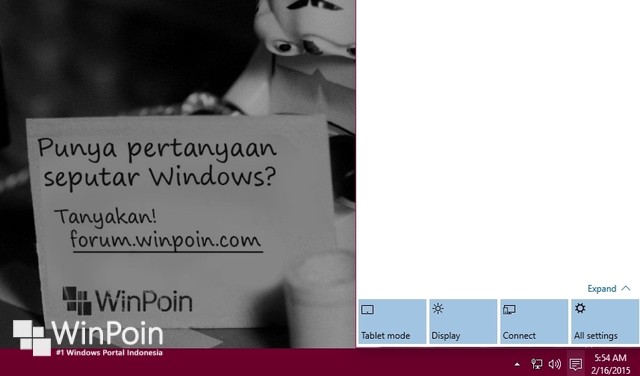 Punya pertanyaan
seputar Windows?
Tanyakan!
forum.winpoin.com
WinPoin
WinPoin
#1 Windows Portal Indonesia
Expand
Tablet mode
Display
Connect
All settings
5:54 AM
2/16/2015